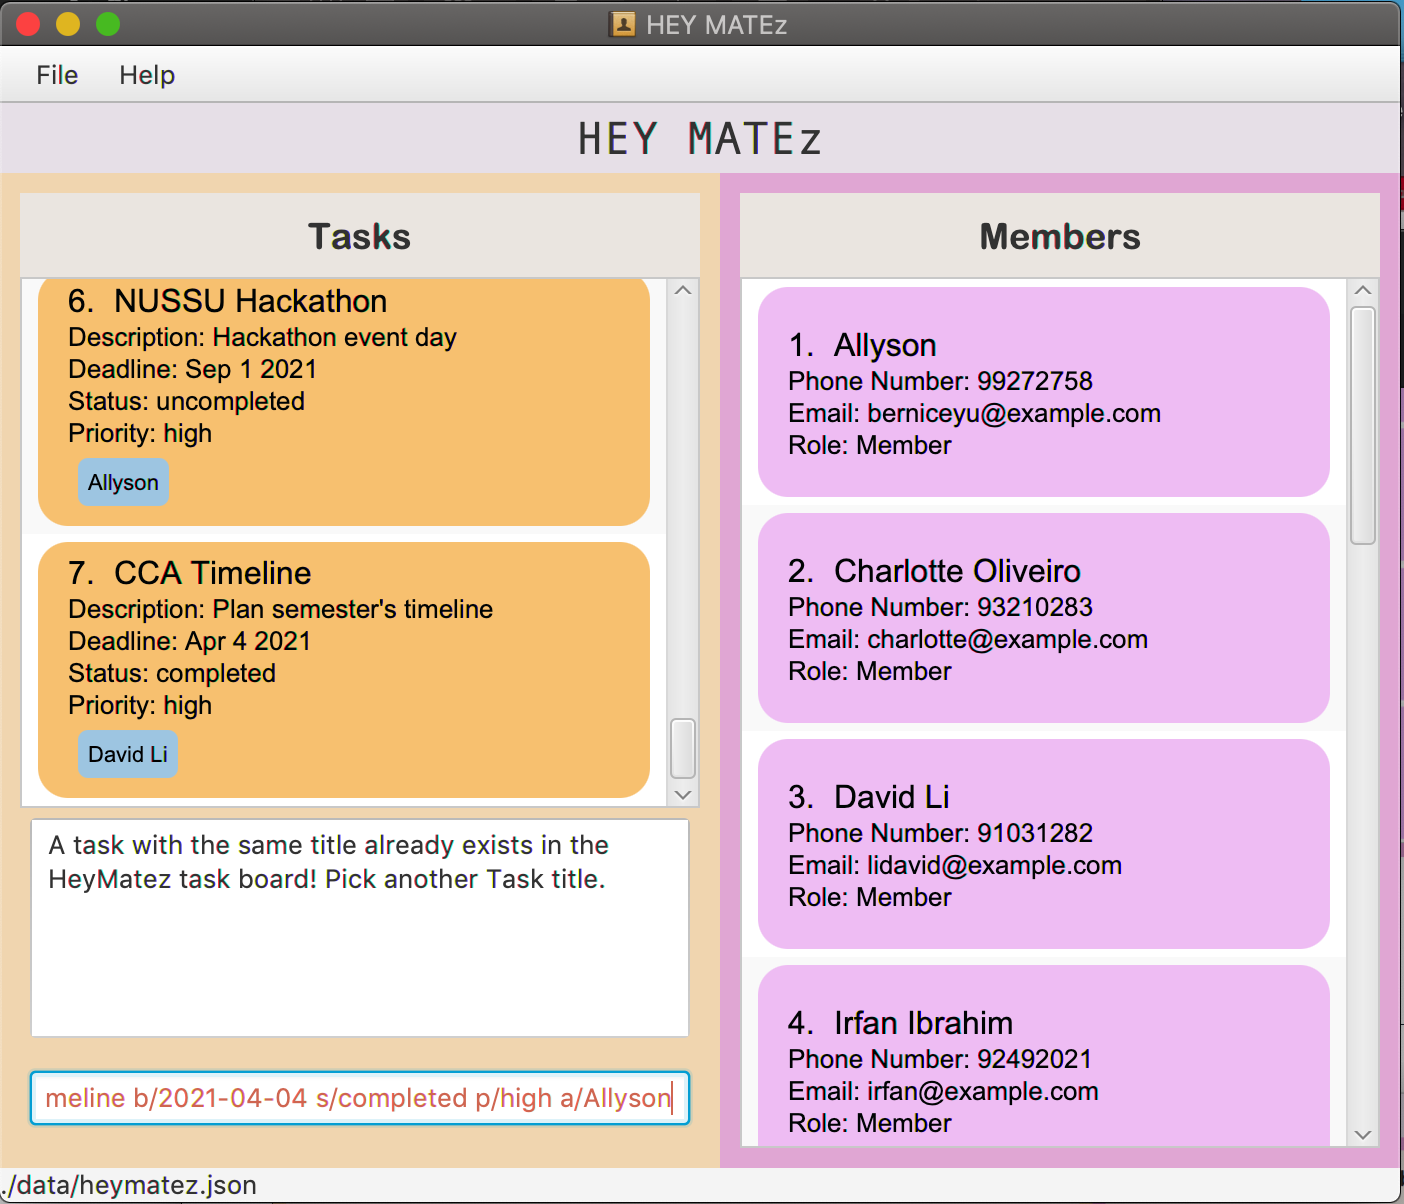 HEY MATEz
File Help
HEY MATEz
Tasks
6. NUSSU Hackathon
Description: Hackathon event day
Deadline: Sep 1 2021
Status: uncompleted
Priority: high
Allyson
7. CCA Timeline
Description: Plan semester's timeline
Deadline: Apr 4 2021
Status: completed
Priority: high
David Li
A task with the same title already exists in the
HeyMatez task board! Pick another Task title.
meline b/2021-04-04 s/completed p/high a/Allyson
Members
1. Allyson
Phone Number: 99272758
Email: berniceyu@example.com
Role: Member
2. Charlotte Oliveiro
Phone Number: 93210283
Email: charlotte@example.com
Role: Member
3. David Li
Phone Number: 91031282
Email: lidavid@example.com
Role: Member
4. Irfan Ibrahim
Phone Number: 92492021
Email: irfan@example.com
Role: Member
./data/heymatez.json